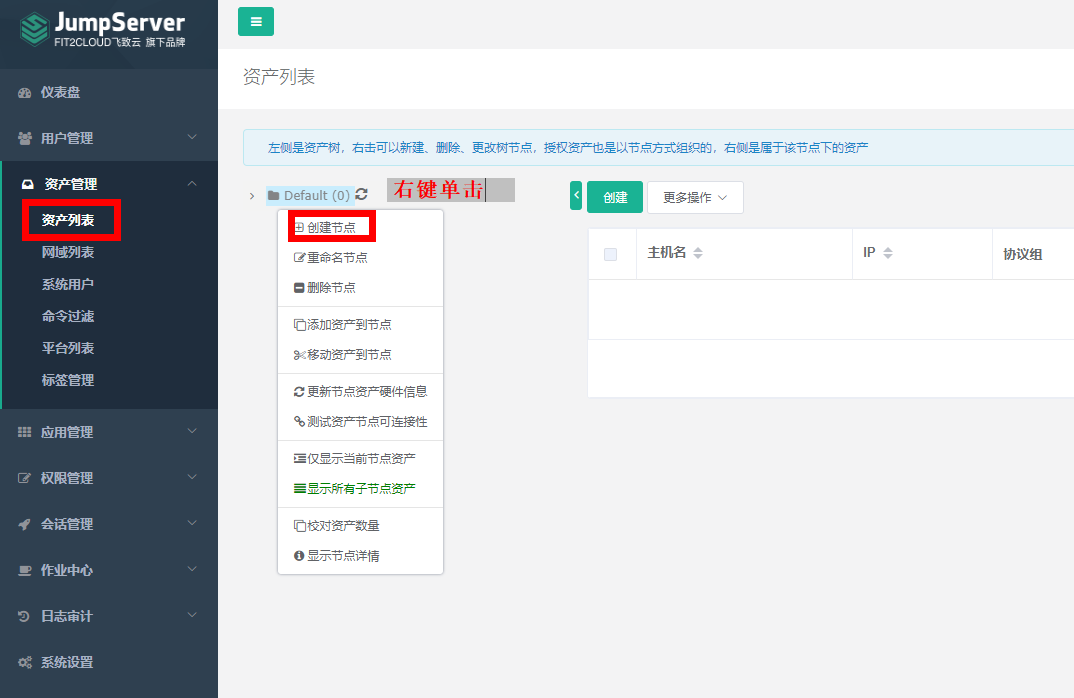 JumpServer
FIT2CLOUD飞致云 旗下品牌
仪表盘
用户管理
资产管理
资产列表
网域列表
系统用户
命令过滤
平台列表
标签管理
应用管理
权限管理
会话管理
作业中心
日志审计
系统设置
资产列表
左侧是资产树，右击可以新建、删除、更改树节点，授权资产也是以节点方式组织的，右侧是属于该节点下的资产
Default (0)
右键单击
创建节点
重命名节点
删除节点
添加资产到节点
移动资产到节点
更新节点资产硬件信息
测试资产节点可连接性
仅显示当前节点资产
显示所有子节点资产
校对资产数量
显示节点详情
创建
更多操作
主机名
IP
协议组